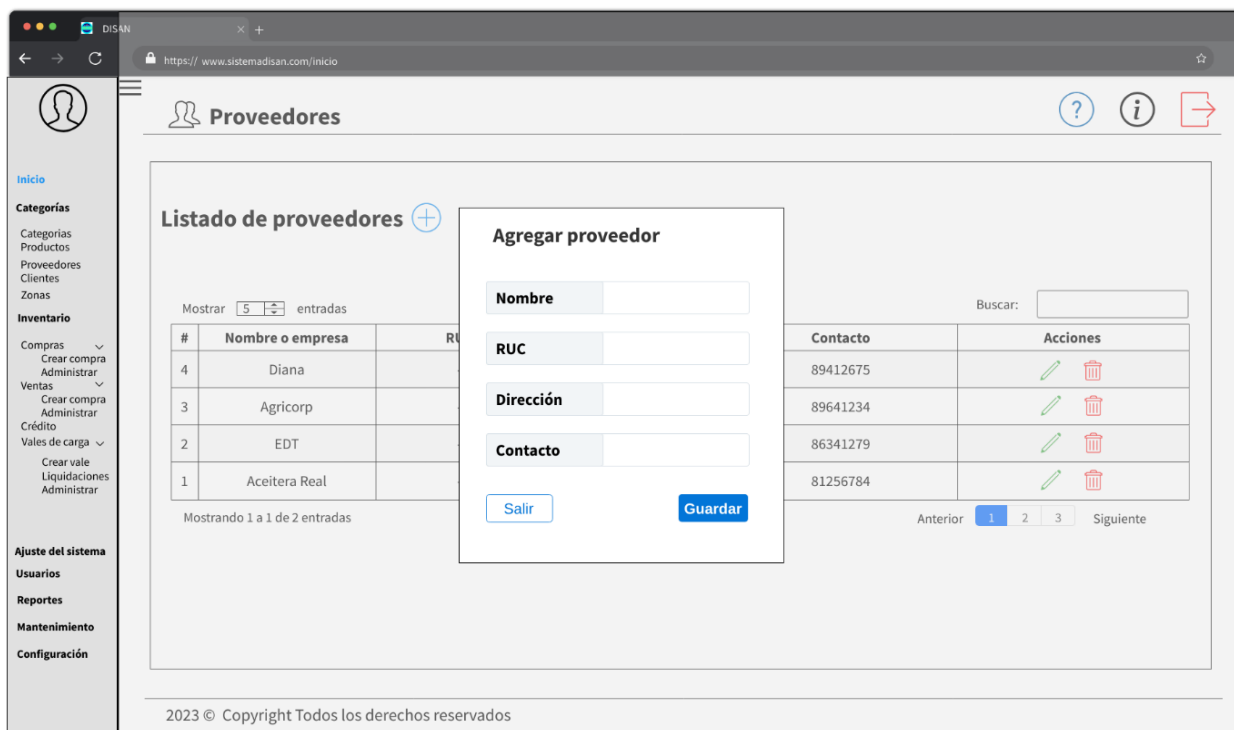 DISAN
https:// www.sistemadisan.com/inicio
Proveedores
Inicio
Categorías
Categorias
Productos
Proveedores
Clientes
Zonas
Inventario
Compras
Crear compra
Administrar
Ventas
Crear compra
Administrar
Crédito
Vales de carga
Crear vale
Liquidaciones
Administrar
Ajuste del sistema
Usuarios
Reportes
Mantenimiento
Configuración
Listado de proveedores
Mostrar 5 entradas
Buscar:
# Nombre o empresa Contacto Acciones
4 Diana 89412675
3 Agricorp 89641234
2 EDT 86341279
1 Aceitera Real 81256784
Mostrando 1 a 1 de 2 entradas
Anterior 1 2 3 Siguiente
Agregar proveedor
Nombre
RUC
Dirección
Contacto
Salir Guardar
2023 © Copyright Todos los derechos reservados